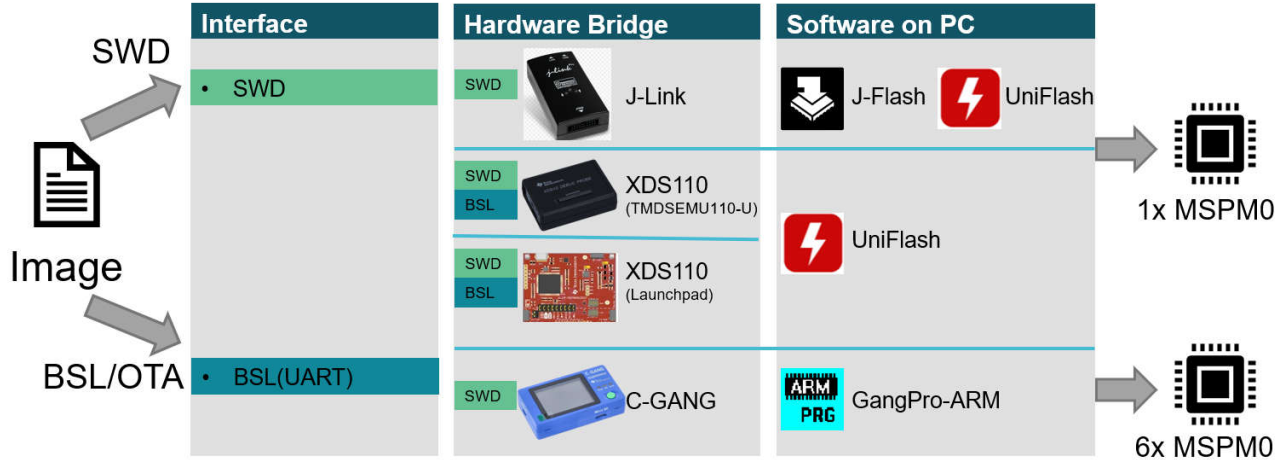 Interface
Hardware Bridge
Software on PC
SWD
• SWD
SWD
J-Link
J-Flash
UniFlash
SWD
BSL
XDS110
(TMDSEMU110-U)
1x MSPM0
UniFlash
Image
SWD
BSL
XDS110
(Launchpad)
BSL/OTA
• BSL(UART)
SWD
C-GANG
ARM
PRG
GangPro-ARM
6x MSPM0